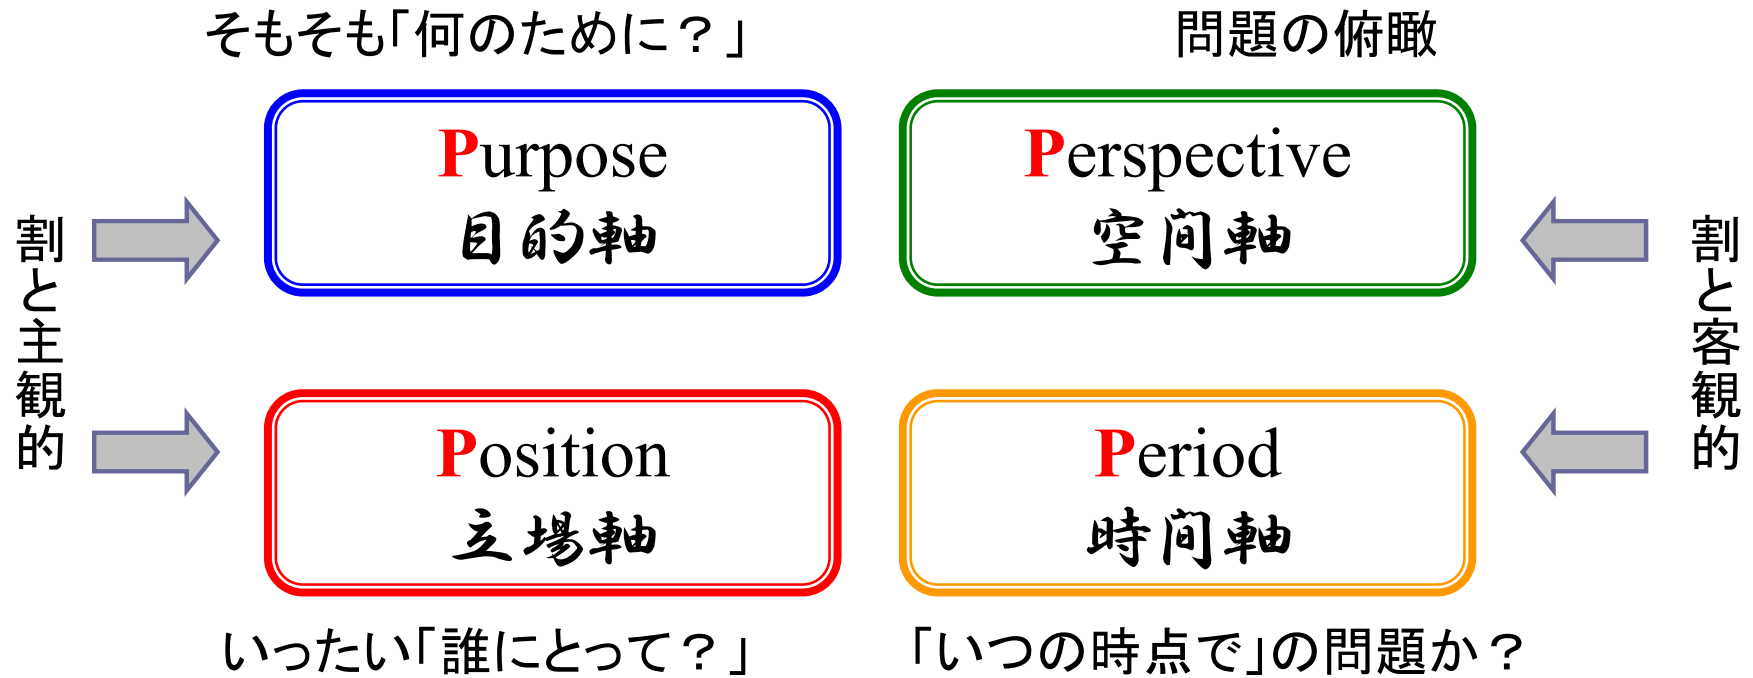 そもそも「何のために？」
問題の俯瞰
Purpose
目的軸
Perspective
空間軸
割と主観的
割と客観的
Position
立場軸
Period
時間軸
いったい「誰にとって？」
「いつの時点で」の問題か？